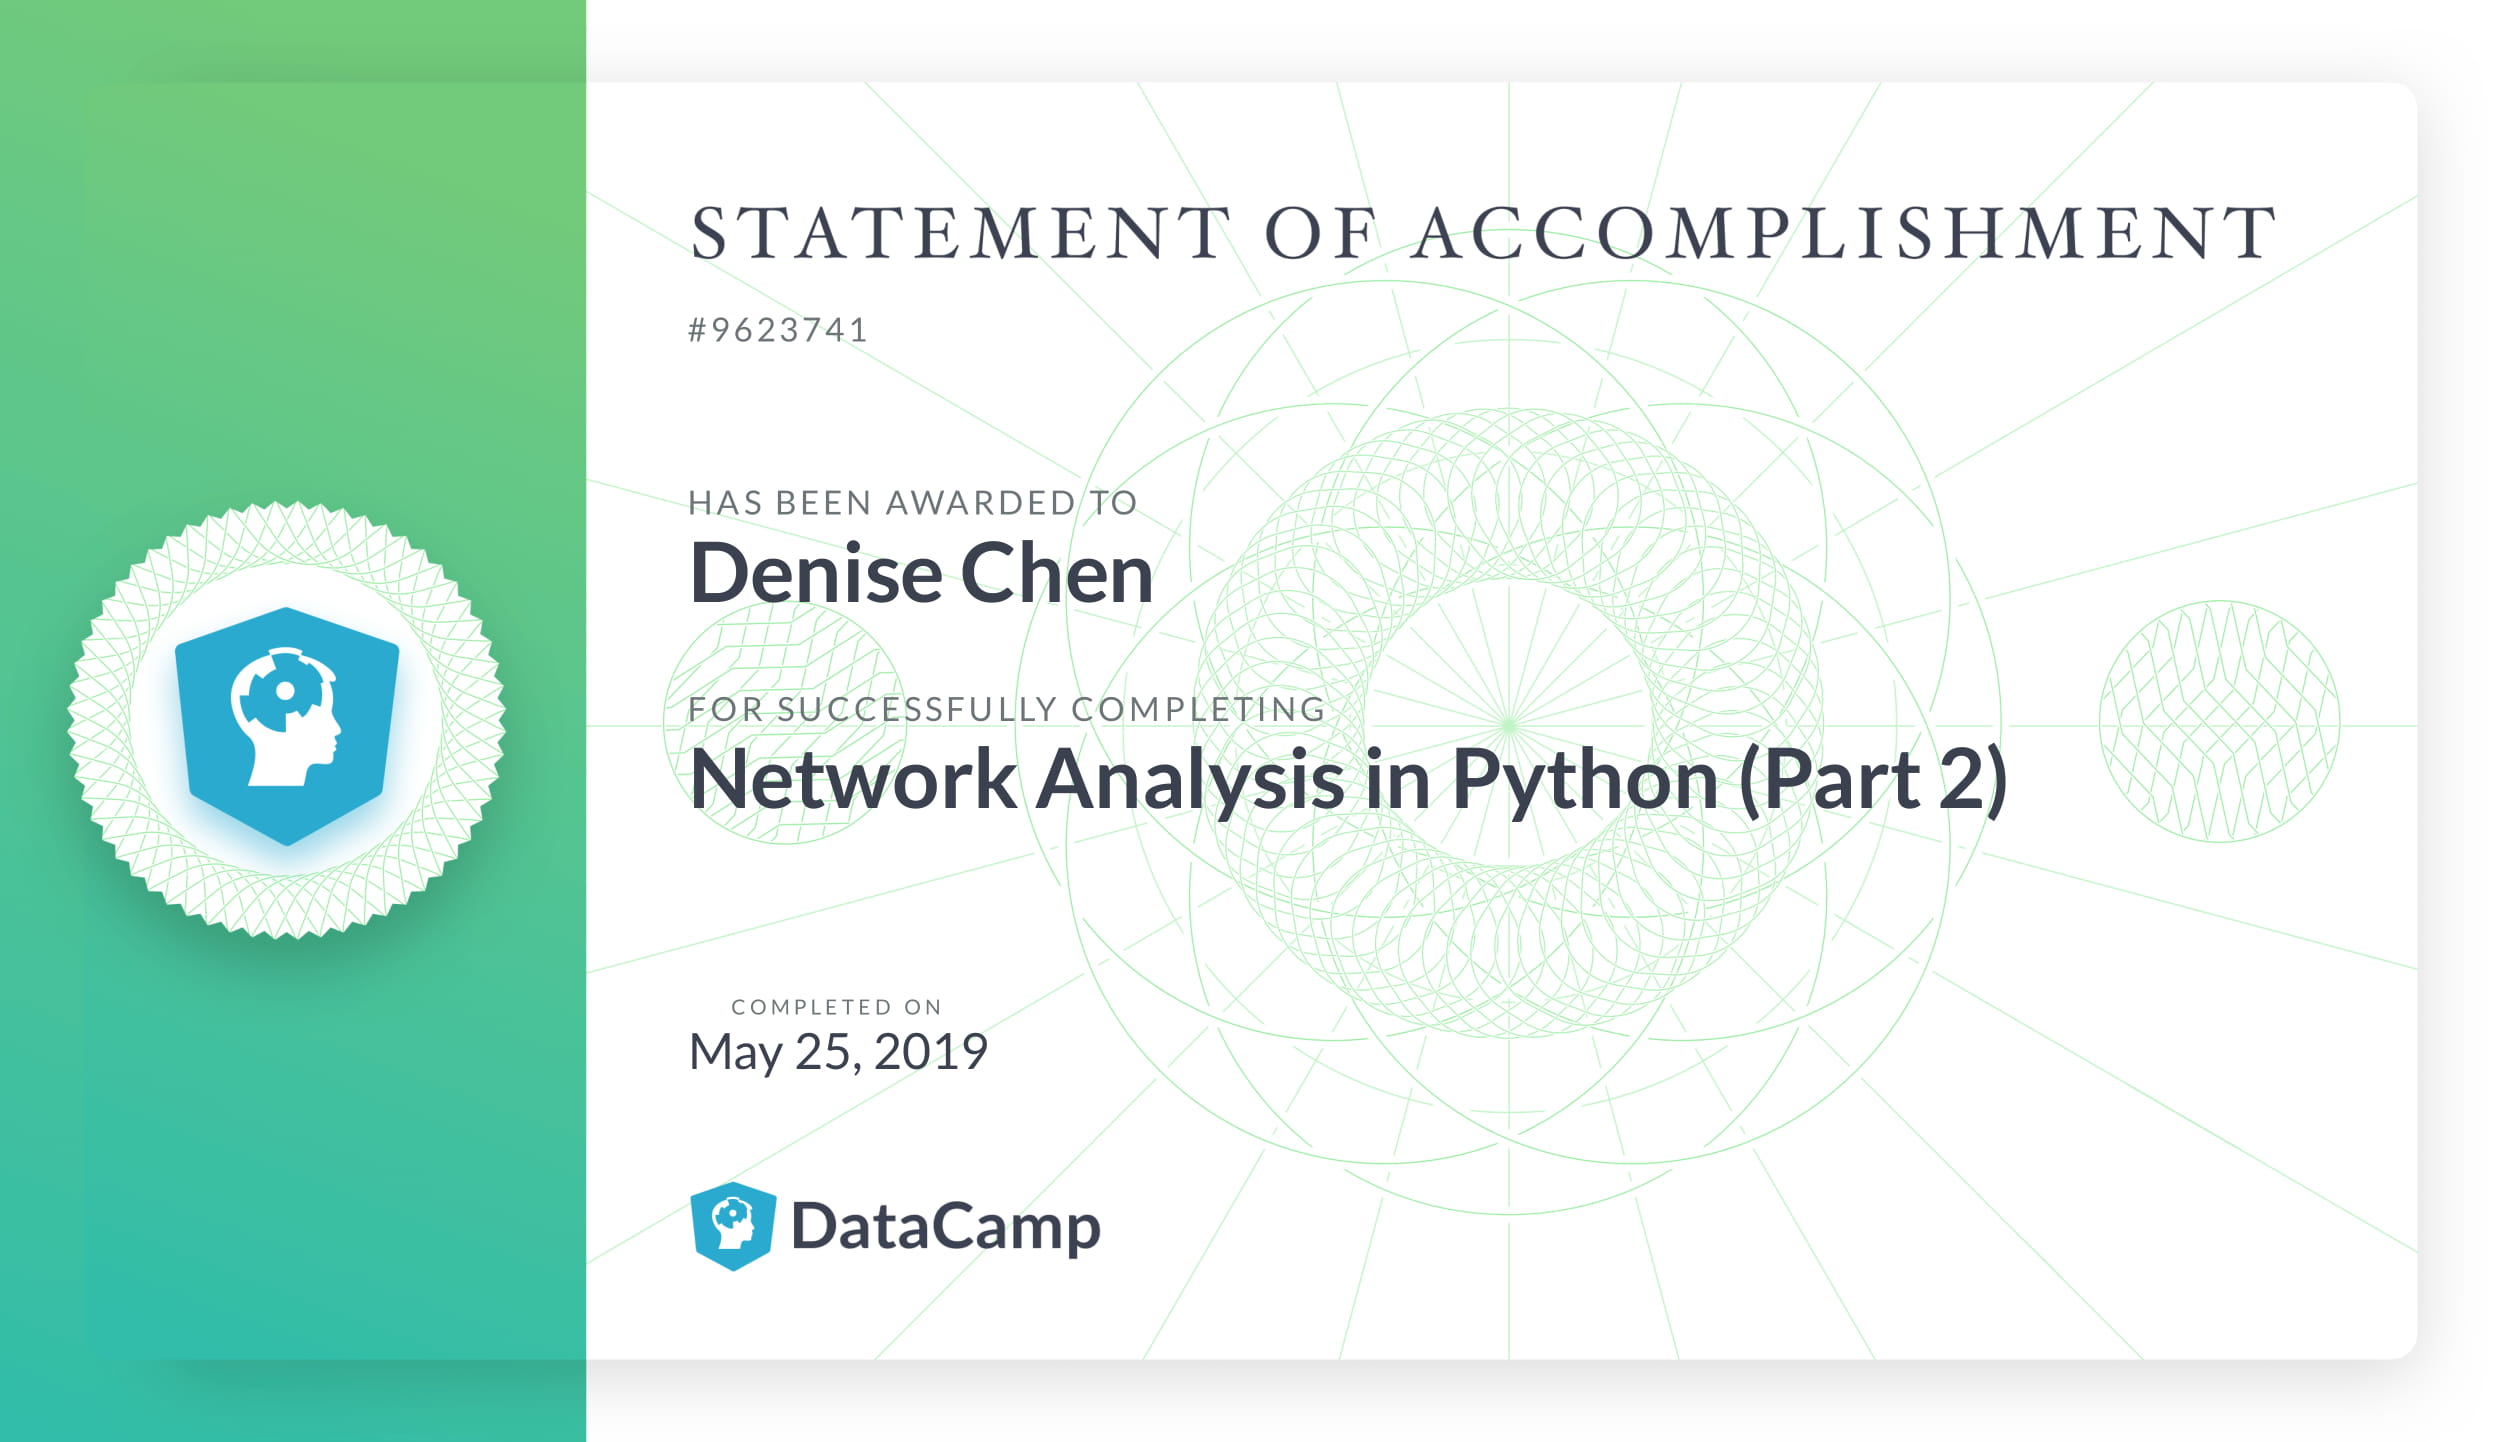 STATEMENT OF ACCOMPLISHMENT
#9623741
HAS BEEN AWARDED TO
Denise Chen
FOR SUCCESSFULLY COMPLETING
Network Analysis in Python (Part 2)
COMPLETED ON
May 25, 2019
DataCamp